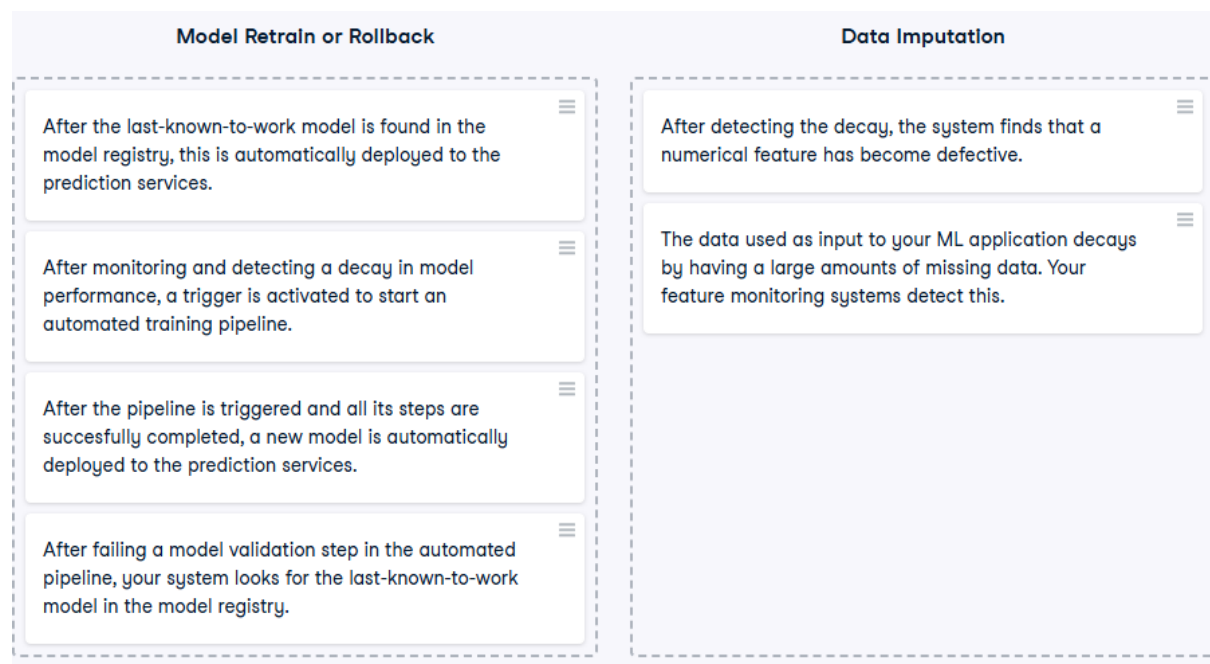 Model Retrain or Rollback
After the last-known-to-work model is found in the
model registry, this is automatically deployed to the
prediction services.
After monitoring and detecting a decay in model
performance, a trigger is activated to start an
automated training pipeline.
After the pipeline is triggered and all its steps are
succesfully completed, a new model is automatically
deployed to the prediction services.
After failing a model validation step in the automated
pipeline, your system looks for the last-known-to-work
model in the model registry.
Data Imputation
After detecting the decay, the system finds that a
numerical feature has become defective.
The data used as input to your ML application decays
by having a large amounts of missing data. Your
feature monitoring systems detect this.